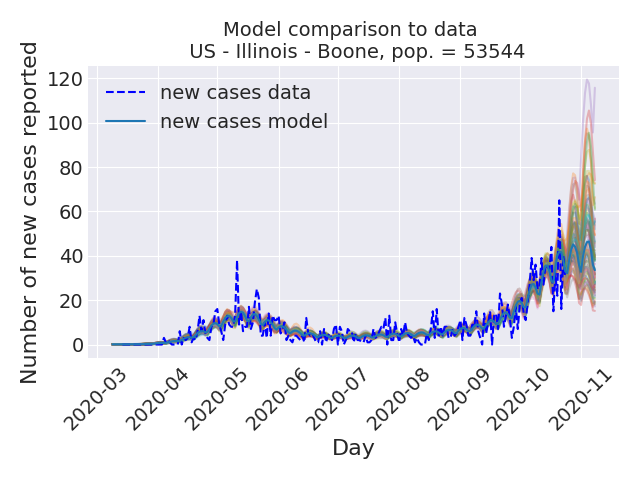 Model comparison to data
US - Illinois - Boone, pop. = 53544
Number of new cases reported
120
100
80
60
40
20
0
new cases data
new cases model
2020-03
2020-04
2020-05
2020-06
2020-07
2020-08
2020-09
2020-10
2020-11
Day